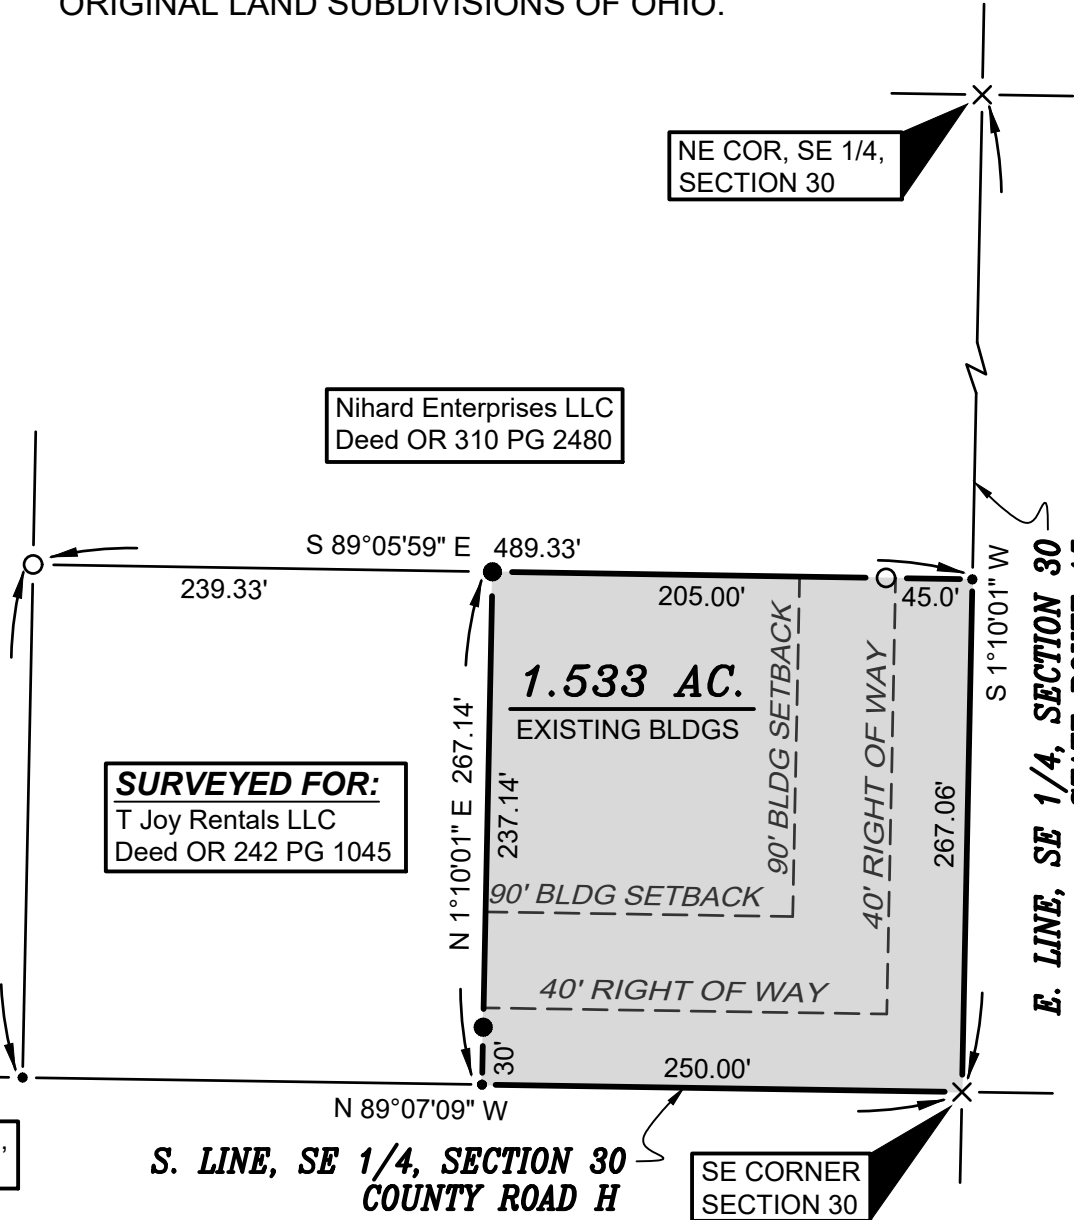 ORIGINAL LAND SUBDIVISIONS OF OHIO.
NE COR, SE 1/4,
SECTION 30
Nihard Enterprises LLC
Deed OR 310 PG 2480
S 89°05'59" E 489.33'
239.33'
205.00'
45.0'
S 1°10'01" W
E. LINE, SE 1/4, SECTION 30
1.533 AC.
EXISTING BLDGS
90' BLDG SETBACK
40' RIGHT OF WAY
N 1°10'01" E 267.14'
237.14'
267.06'
SURVEYED FOR:
T Joy Rentals LLC
Deed OR 242 PG 1045
90' BLDG SETBACK
40' RIGHT OF WAY
30'
250.00'
N 89°07'09" W
S. LINE, SE 1/4, SECTION 30
COUNTY ROAD H
SE CORNER
SECTION 30